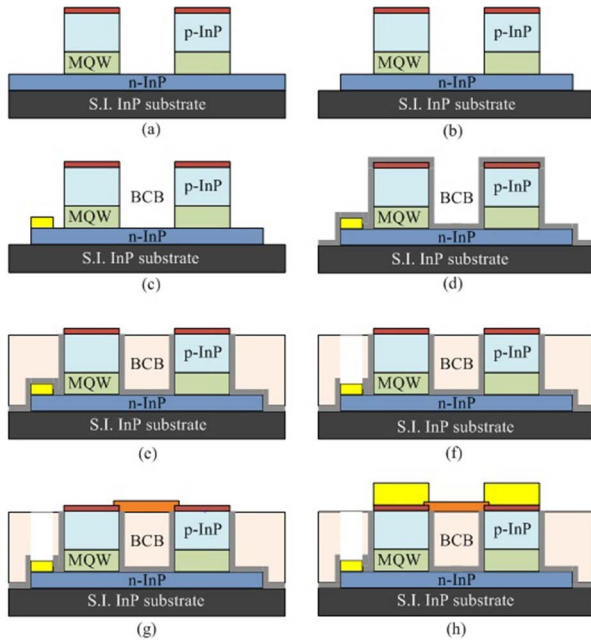 p-InP
MQW
n-InP
S.I. InP substrate
(a)
p-InP
MQW
n-InP
S.I. InP substrate
(b)
BCB
p-InP
MQW
n-InP
S.I. InP substrate
(c)
BCB
p-InP
MQW
n-InP
S.I. InP substrate
(d)
BCB
p-InP
MQW
n-InP
S.I. InP substrate
(e)
BCB
p-InP
MQW
n-InP
S.I. InP substrate
(f)
p-InP
BCB
MQW
n-InP
S.I. InP substrate
(g)
p-InP
BCB
MQW
n-InP
S.I. InP substrate
(h)